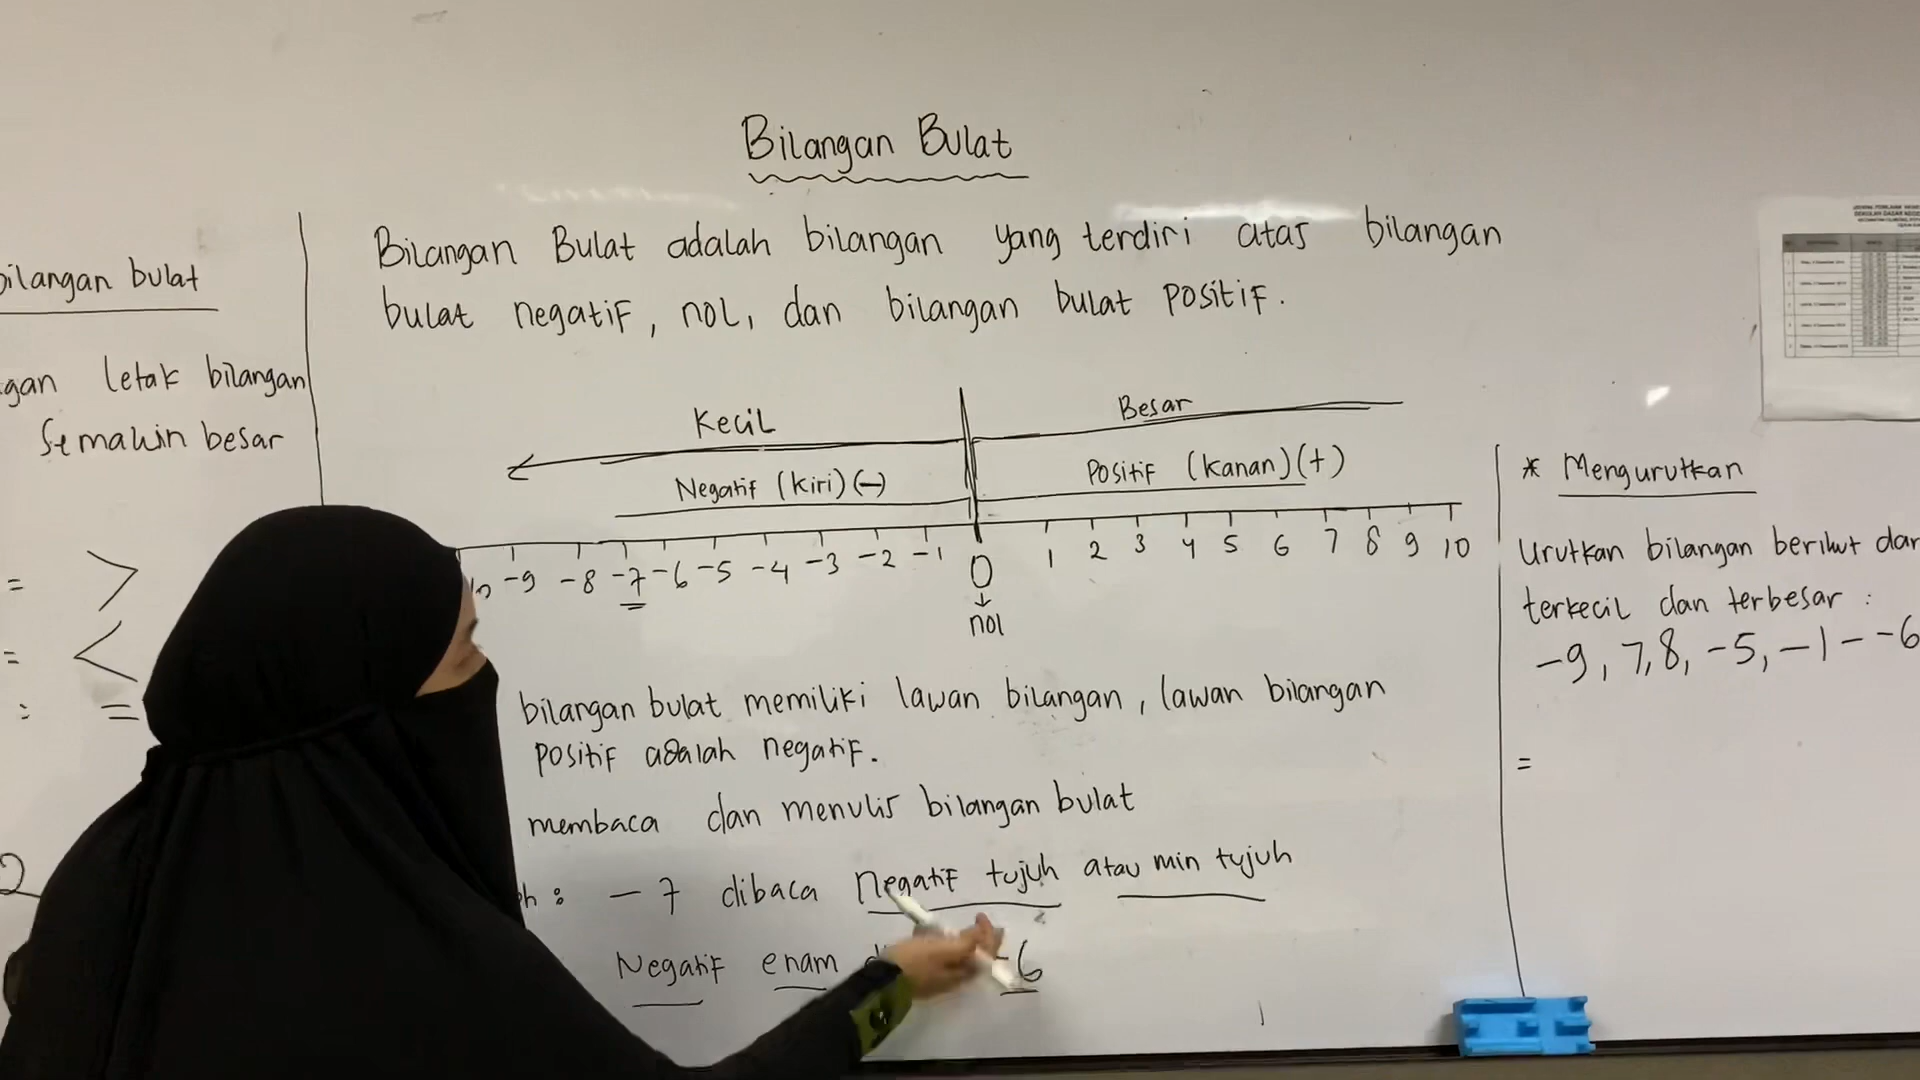 Bilangan Bulat
bilangan bulat
letak bilangan
Semakin besar
= >
= <
: =
2
Bilangan Bulat adalah bilangan yang terdiri atas bilangan
bulat negatif, nol, dan bilangan bulat positif.
Kecil
Besar
Negatif (kiri) (-)
Positif (kanan) (+)
-9 -8 -7 -6 -5 -4 -3 -2 -1 0 1 2 3 4 5 6 7 8 9 10
↓
nol
bilangan bulat memiliki lawan bilangan, lawan bilangan
positif adalah negatif.
membaca dan menulis bilangan bulat
: -7 dibaca negatif tujuh atau min tujuh
Negatif enam -6
* Mengurutkan
Urutkan bilangan berikut dar
terkecil dan terbesar :
-9, 7, 8, -5, -1 - -6
=